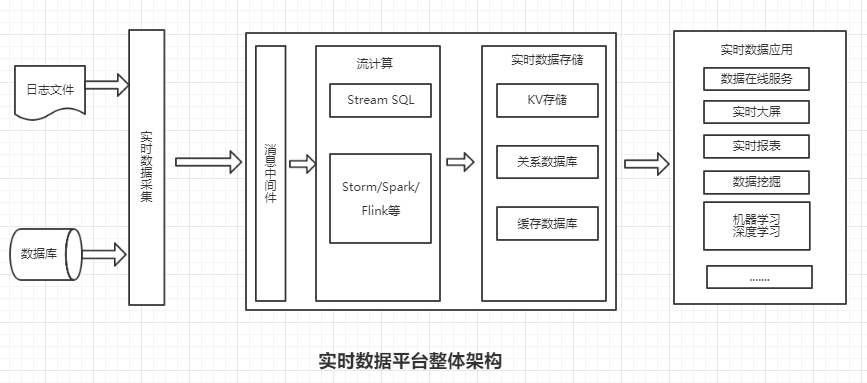 日志文件
数据库
实时数据采集
消息中间件
流计算
Stream SQL
Storm/Spark/
Flink等
实时数据存储
KV存储
关系数据库
缓存数据库
实时数据应用
数据在线服务
实时大屏
实时报表
数据挖掘
机器学习
深度学习
.......
实时数据平台整体架构